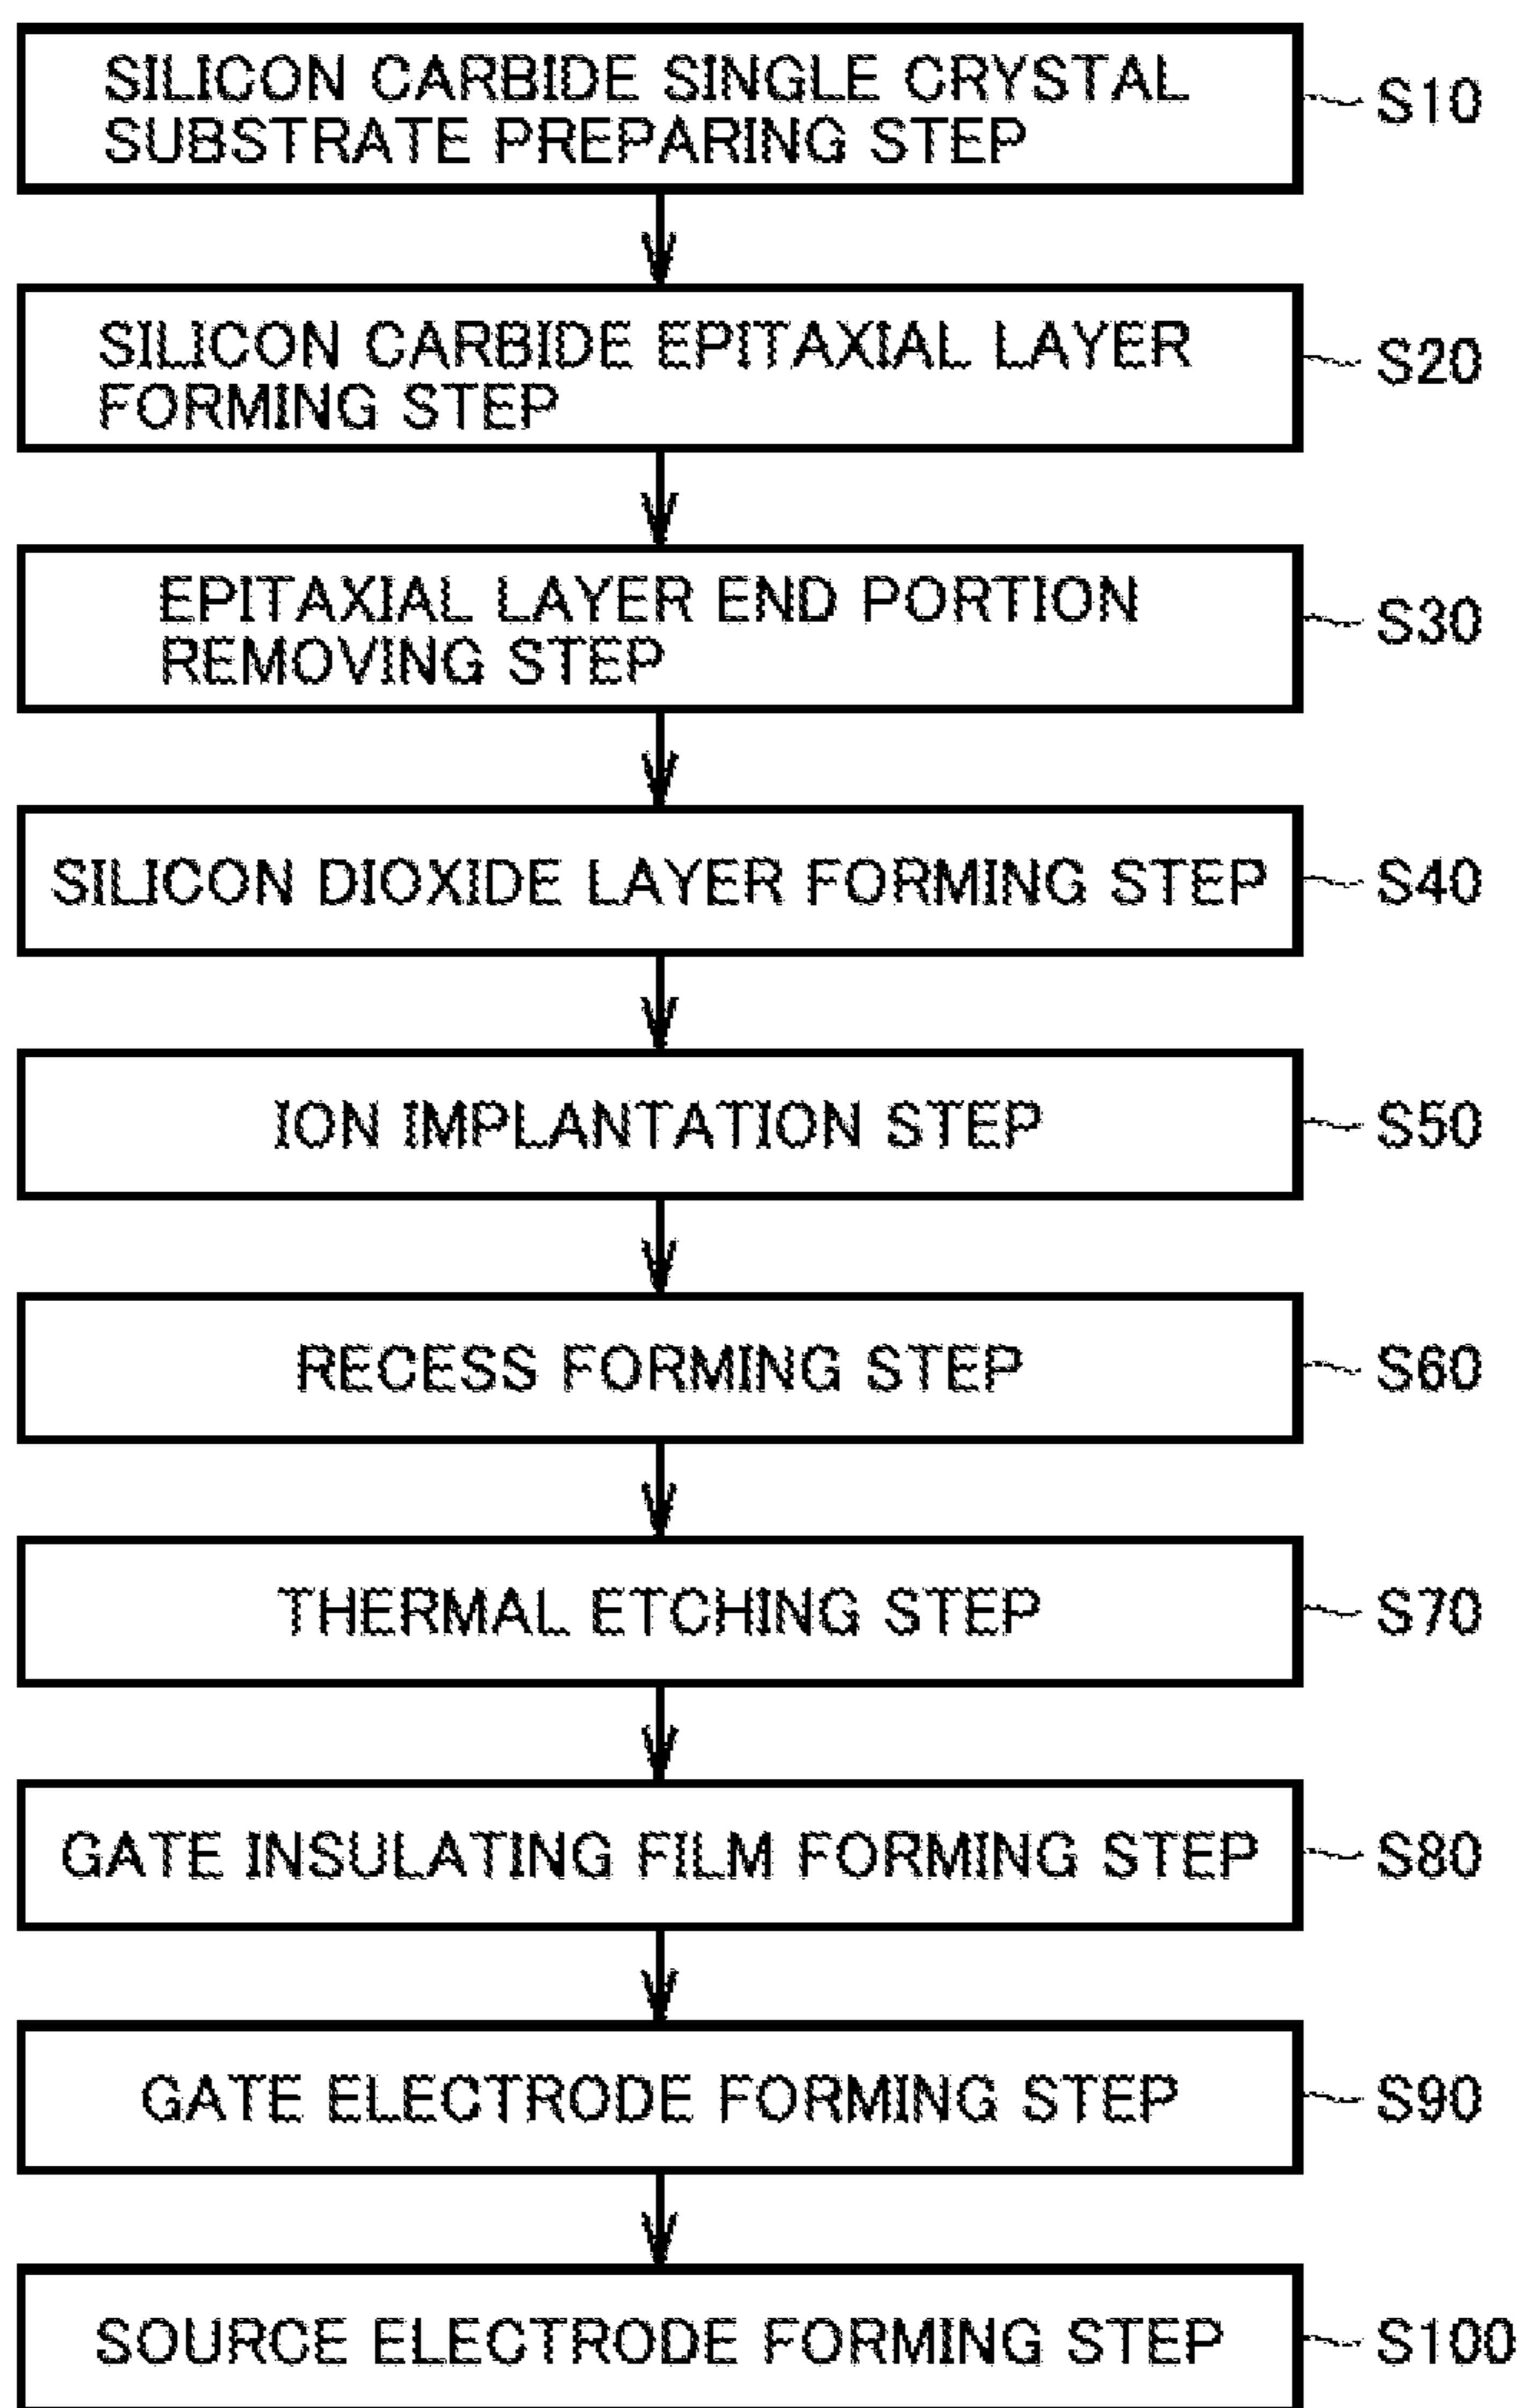 SILICON CARBIDE SINGLE CRYSTAL
SUBSTRATE PREPARING STEP
S10
SILICON CARBIDE EPITAXIAL LAYER
FORMING STEP
S20
EPITAXIAL LAYER END PORTION
REMOVING STEP
S30
SILICON DIOXIDE LAYER FORMING STEP
S40
ION IMPLANTATION STEP
S50
RECESS FORMING STEP
S60
THERMAL ETCHING STEP
S70
GATE INSULATING FILM FORMING STEP
S80
GATE ELECTRODE FORMING STEP
S90
SOURCE ELECTRODE FORMING STEP
S100